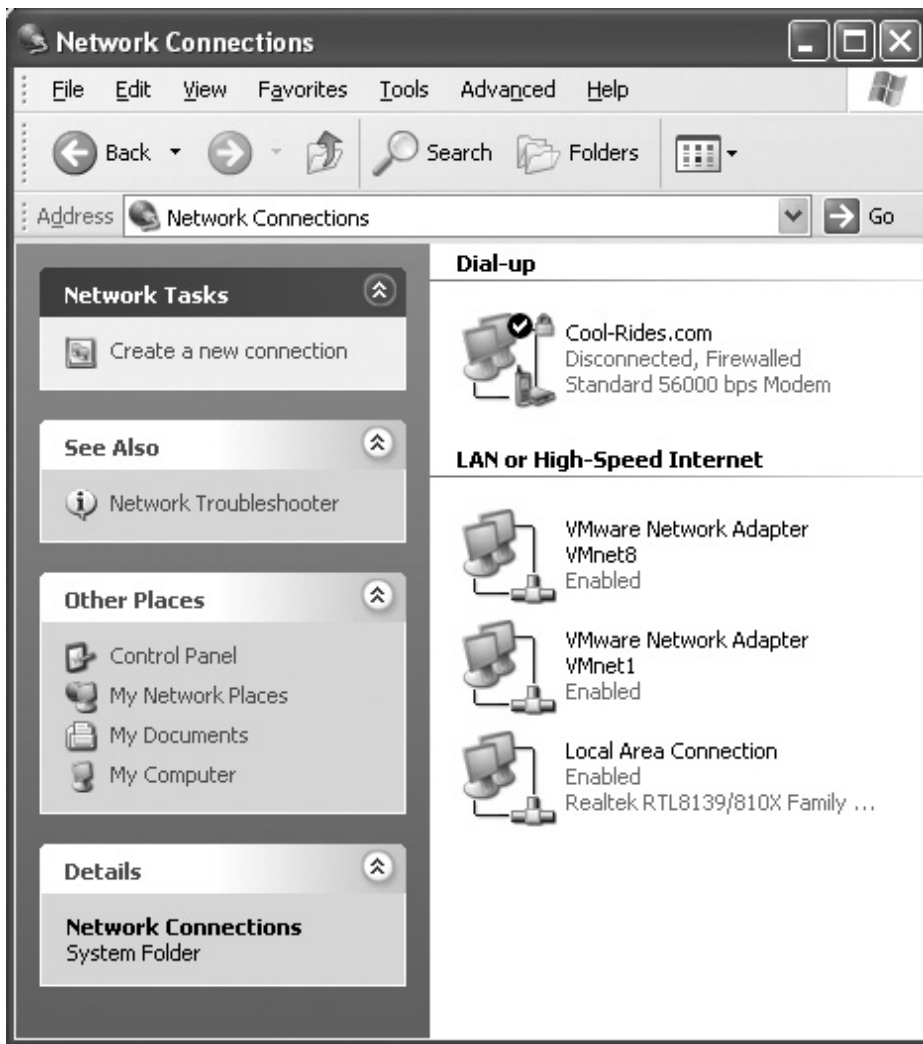 Network Connections
File Edit View Favorites Tools Advanced Help
Back Search Folders
Address Network Connections Go
Network Tasks
Create a new connection
See Also
Network Troubleshooter
Other Places
Control Panel
My Network Places
My Documents
My Computer
Details
Network Connections
System Folder
Dial-up
Cool-Rides.com
Disconnected, Firewalled
Standard 56000 bps Modem
LAN or High-Speed Internet
VMware Network Adapter
VMnet8
Enabled
VMware Network Adapter
VMnet1
Enabled
Local Area Connection
Enabled
Realtek RTL8139/810X Family ...